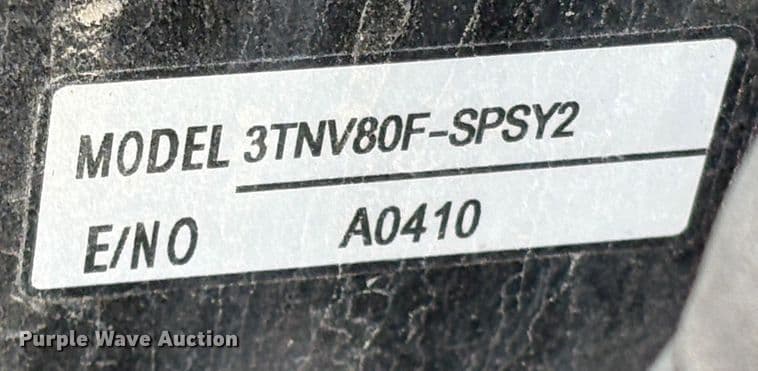 MODEL 3TNV80F-SPSY2
E/NO A0410
Purple Wave Auction